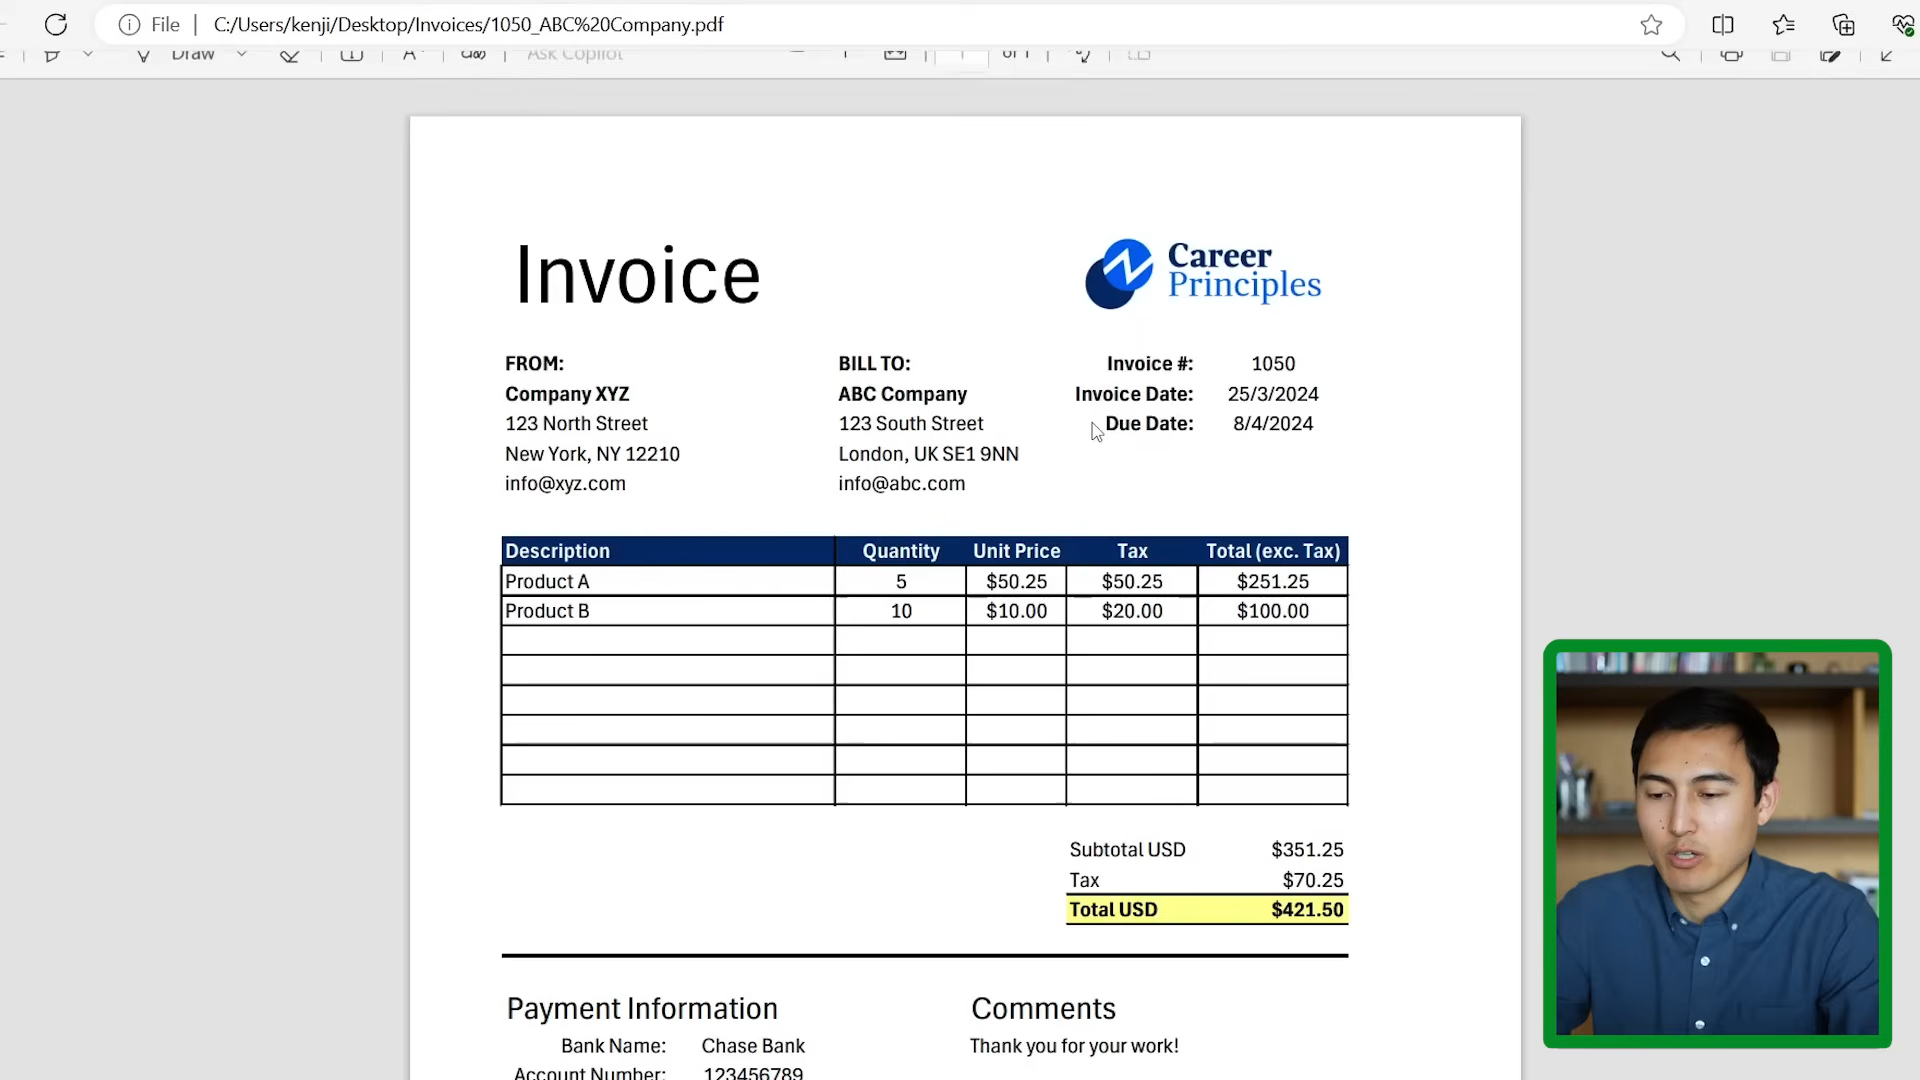 File C:/Users/kenji/Desktop/Invoices/1050_ABC%20Company.pdf
Draw Ask Copilot 1 of 1
Invoice
Career
Principles
FROM: BILL TO: Invoice #: 1050
Company XYZ ABC Company Invoice Date: 25/3/2024
123 North Street 123 South Street Due Date: 8/4/2024
New York, NY 12210 London, UK SE1 9NN
info@xyz.com info@abc.com
Description Quantity Unit Price Tax Total (exc. Tax)
Product A 5 $50.25 $50.25 $251.25
Product B 10 $10.00 $20.00 $100.00
Subtotal USD $351.25
Tax $70.25
Total USD $421.50
Payment Information Comments
Bank Name: Chase Bank Thank you for your work!
Account Number: 123456789